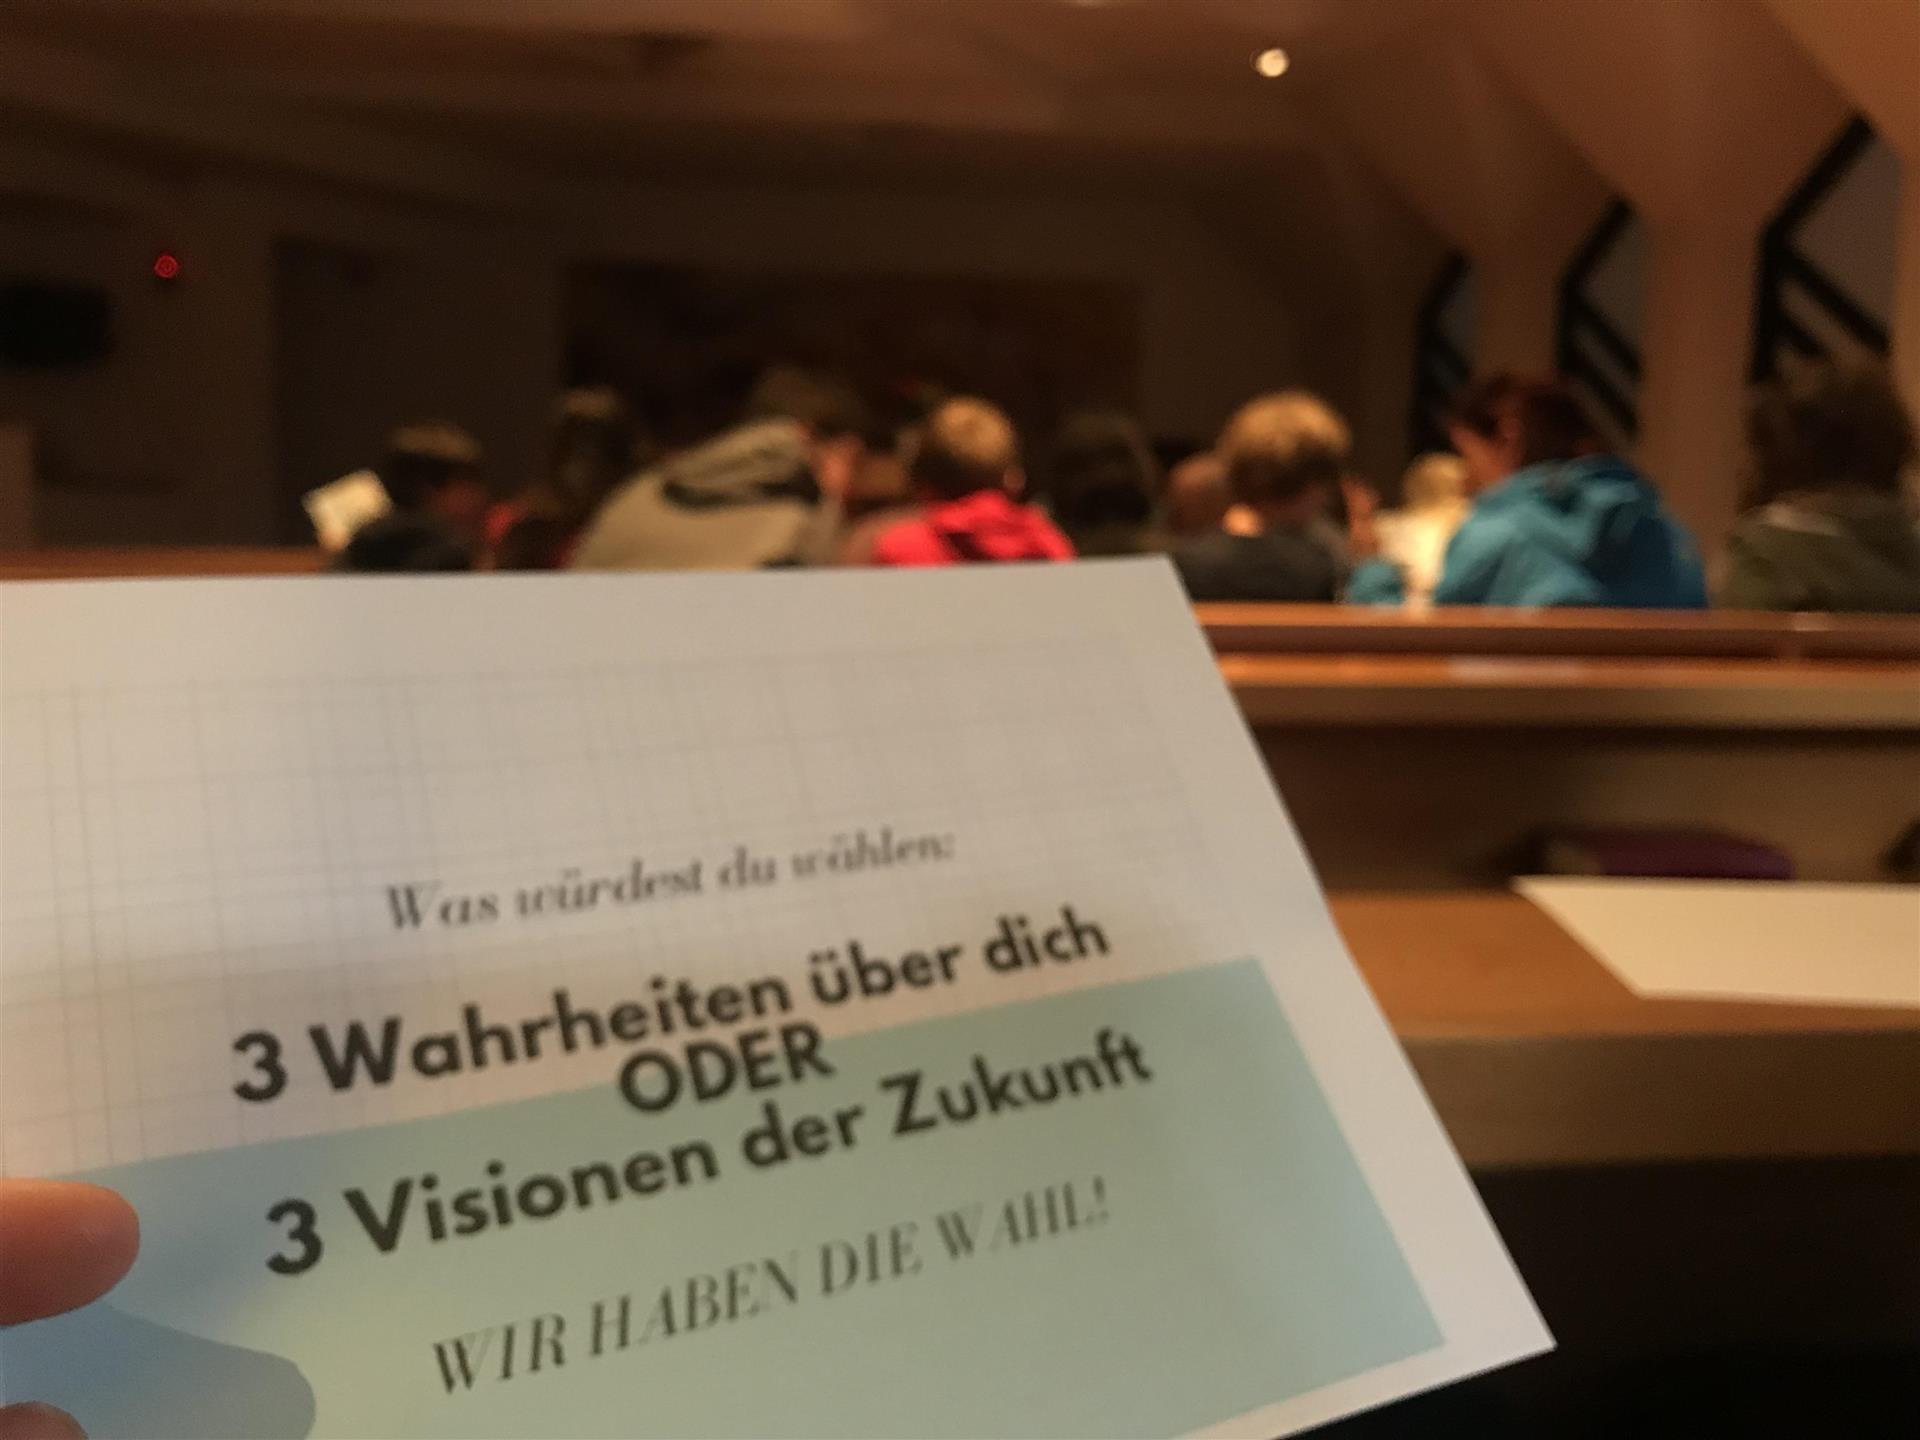 Was würdest du wählen:
3 Wahrheiten über dich
ODER
3 Visionen der Zukunft
WIR HABEN DIE WAHL!